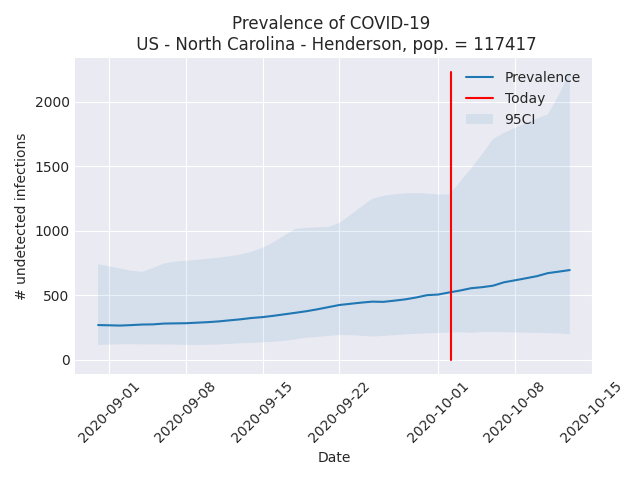 Prevalence of COVID-19
US - North Carolina - Henderson, pop. = 117417
Prevalence
Today
95CI
# undetected infections
2000
1500
1000
500
0
2020-09-01
2020-09-08
2020-09-15
2020-09-22
2020-10-01
2020-10-08
2020-10-15
Date